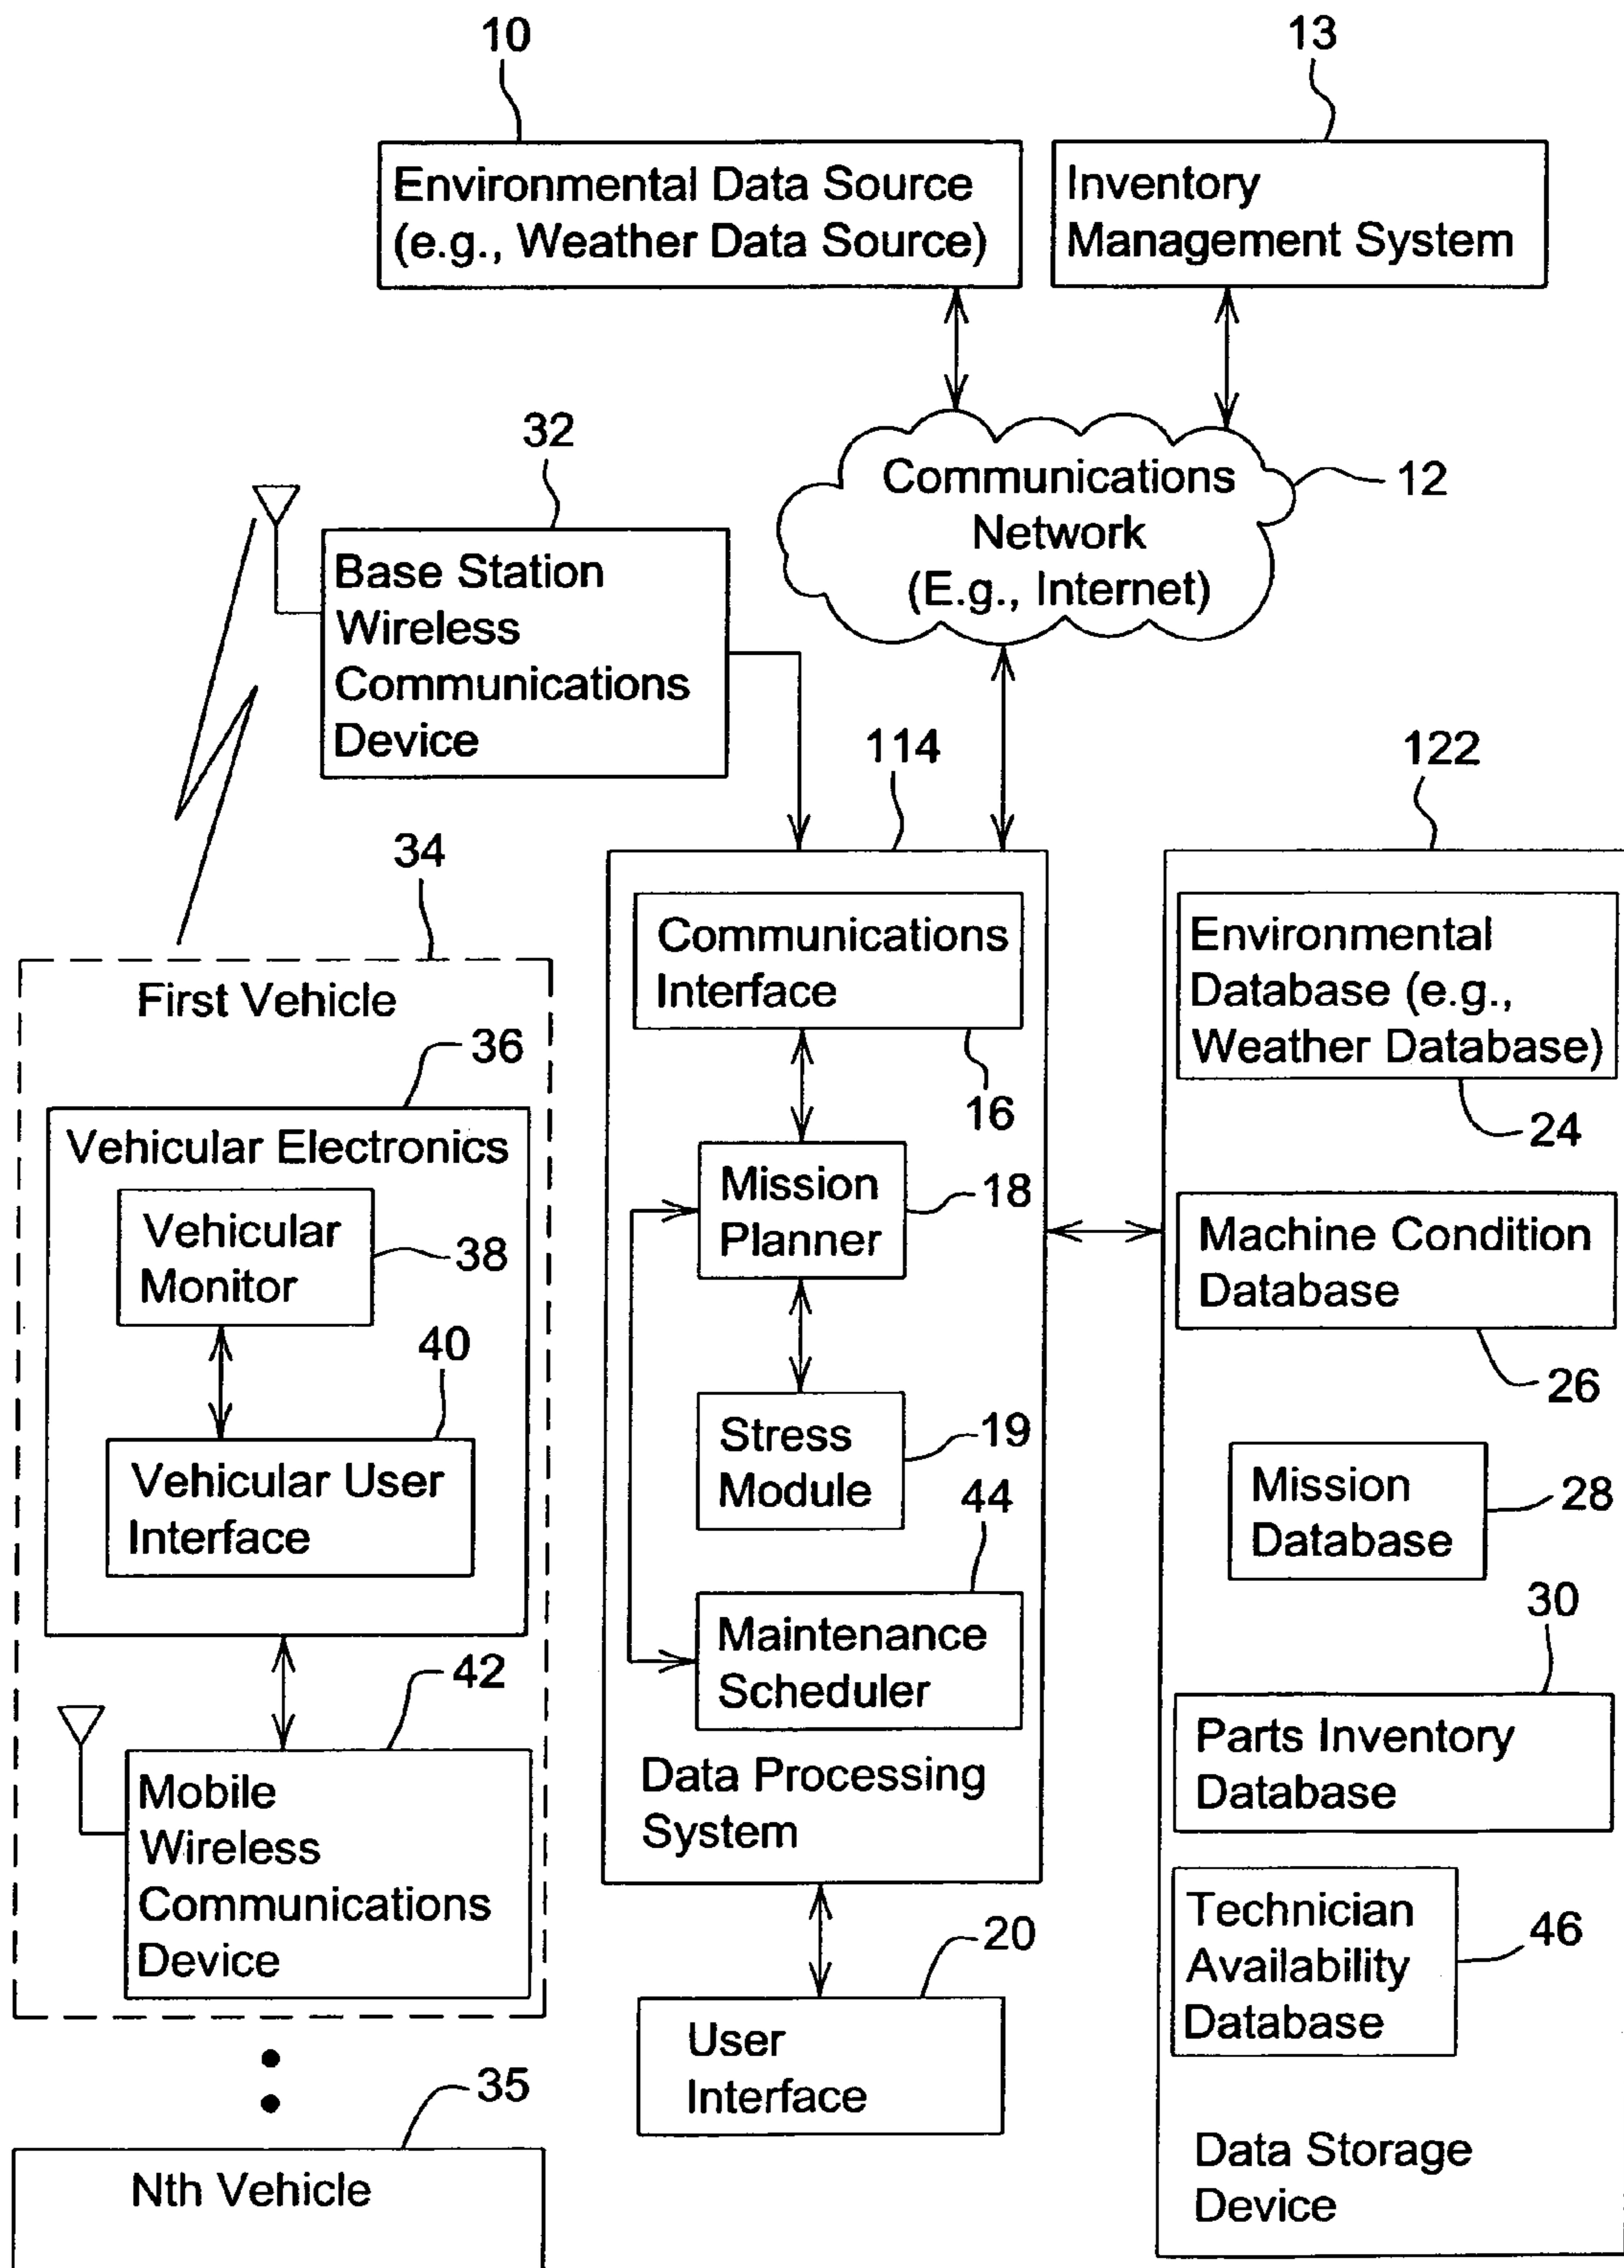 10
13
Environmental Data Source
(e.g., Weather Data Source)
Inventory
Management System
32
Communications
Network
(E.g., Internet)
12
Base Station
Wireless
Communications
Device
114
122
34
First Vehicle
36
Vehicular Electronics
Vehicular
Monitor
38
40
Vehicular User
Interface
42
Mobile
Wireless
Communications
Device
35
Nth Vehicle
Communications
Interface
16
Mission
Planner
18
Stress
Module
19
44
Maintenance
Scheduler
Data Processing
System
20
User
Interface
Environmental
Database (e.g.,
Weather Database)
24
Machine Condition
Database
26
Mission
Database
28
30
Parts Inventory
Database
Technician
Availability
Database
46
Data Storage
Device